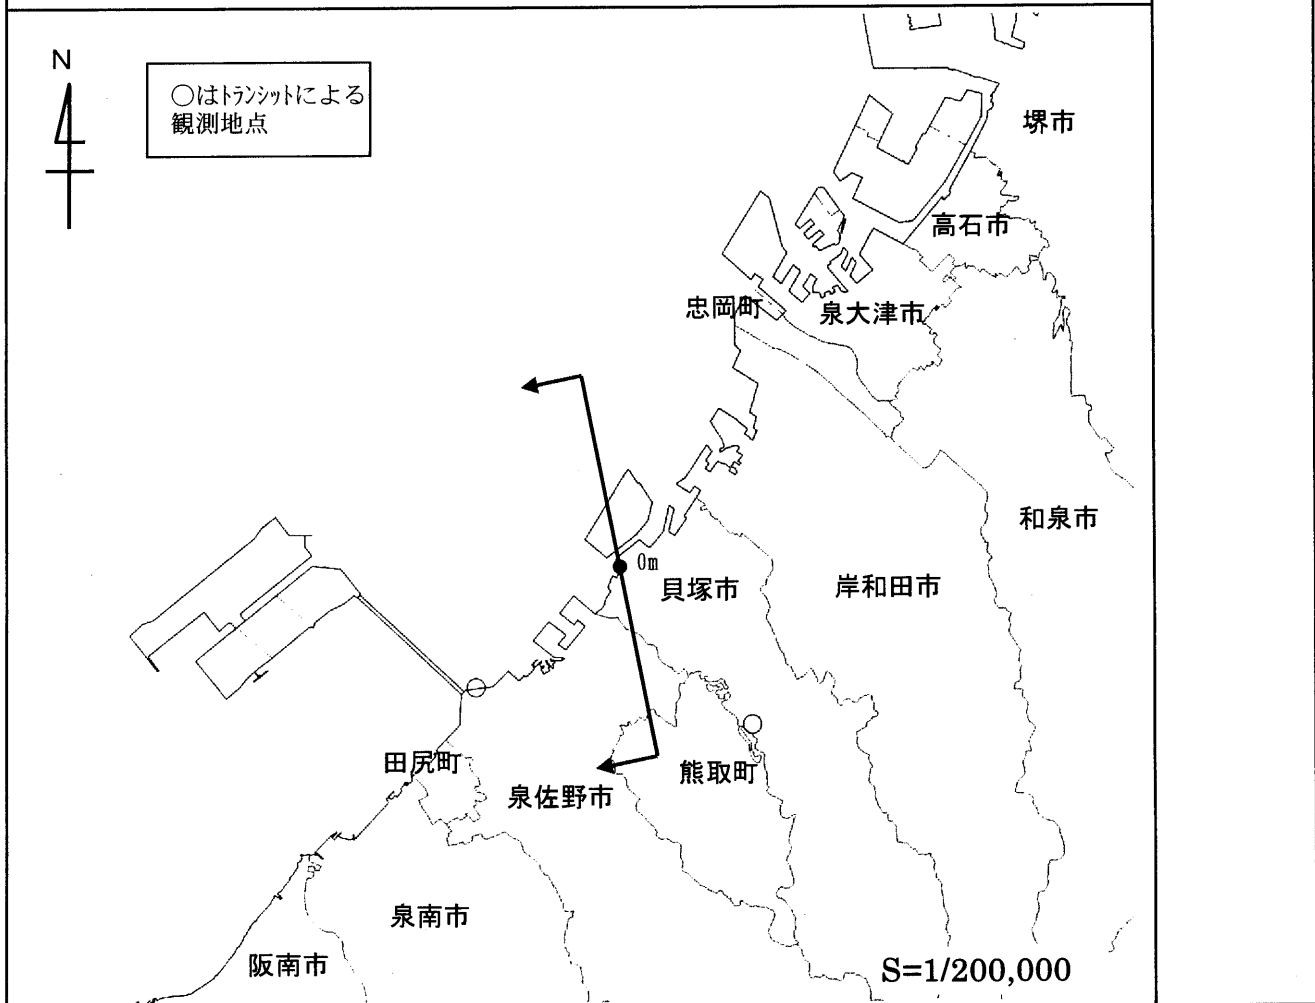 N
○はトランシットによる
観測地点
堺市
高石市
忠岡町
泉大津市
和泉市
0m
貝塚市
岸和田市
田尻町
熊取町
泉佐野市
泉南市
阪南市
S=1/200,000